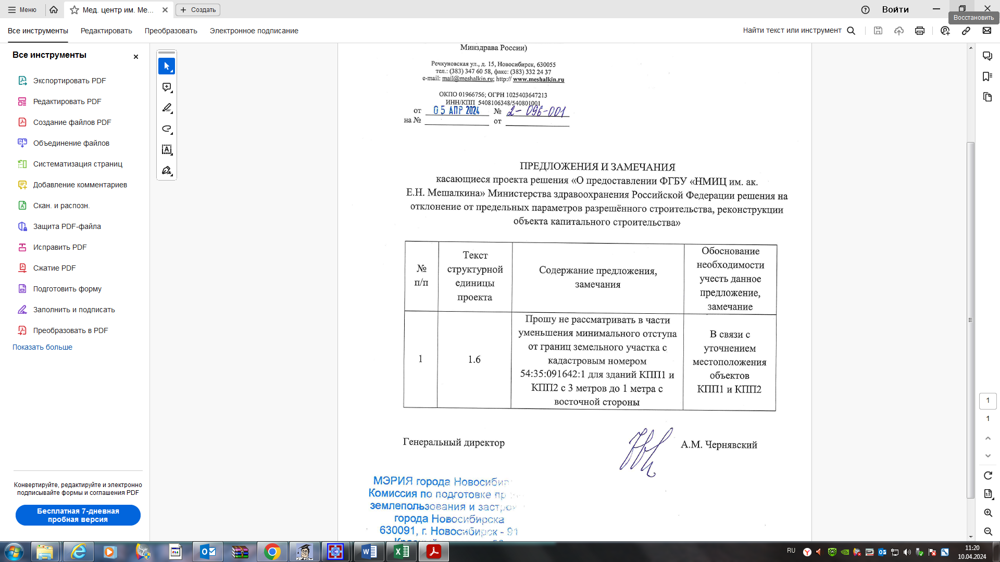 Меню
Мед. центр им. Ме...
Создать
Войти
Восстановить
Все инструменты
Редактировать
Преобразовать
Электронное подписание
Найти текст или инструмент
Все инструменты
Экспортировать PDF
Редактировать PDF
Создание файлов PDF
Объединение файлов
Систематизация страниц
Добавление комментариев
Скан. и распозн.
Защита PDF-файла
Исправить PDF
Сжатие PDF
Подготовить форму
Заполнить и подписать
Преобразовать в PDF
Показать больше
Конвертируйте, редактируйте и электронно
подписывайте формы и соглашения PDF
Бесплатная 7-дневная
пробная версия
Минздрава России)
Речкуновская ул., д. 15, Новосибирск, 630055
тел.: (383) 347 60 58, факс: (383) 332 24 37
e-mail: mail@meshalkin.ru; http:// www.meshalkin.ru
ОКПО 01966756; ОГРН 1025403647213
ИНН/КПП 5408106348/540801001
от 05 АПР 2024 № 2-096-001
на № от
ПРЕДЛОЖЕНИЯ И ЗАМЕЧАНИЯ
касающиеся проекта решения «О предоставлении ФГБУ «НМИЦ им. ак.
Е.Н. Мешалкина» Министерства здравоохранения Российской Федерации решения на
отклонение от предельных параметров разрешённого строительства, реконструкции
объекта капитального строительства»
№
п/п
Текст
структурной
единицы
проекта
Содержание предложения,
замечания
Обоснование
необходимости
учесть данное
предложение,
замечание
1
1.6
Прошу не рассматривать в части
уменьшения минимального отступа
от границ земельного участка с
кадастровым номером
54:35:091642:1 для зданий КПП1 и
КПП2 с 3 метров до 1 метра с
восточной стороны
В связи с
уточнением
местоположения
объектов
КПП1 и КПП2
Генеральный директор
А.М. Чернявский
МЭРИЯ города
Комиссия по подготовке
землепользования и
города Новосибирска
630091, г. Новосибирск - 91
1
1
RU
11:20
10.04.2024